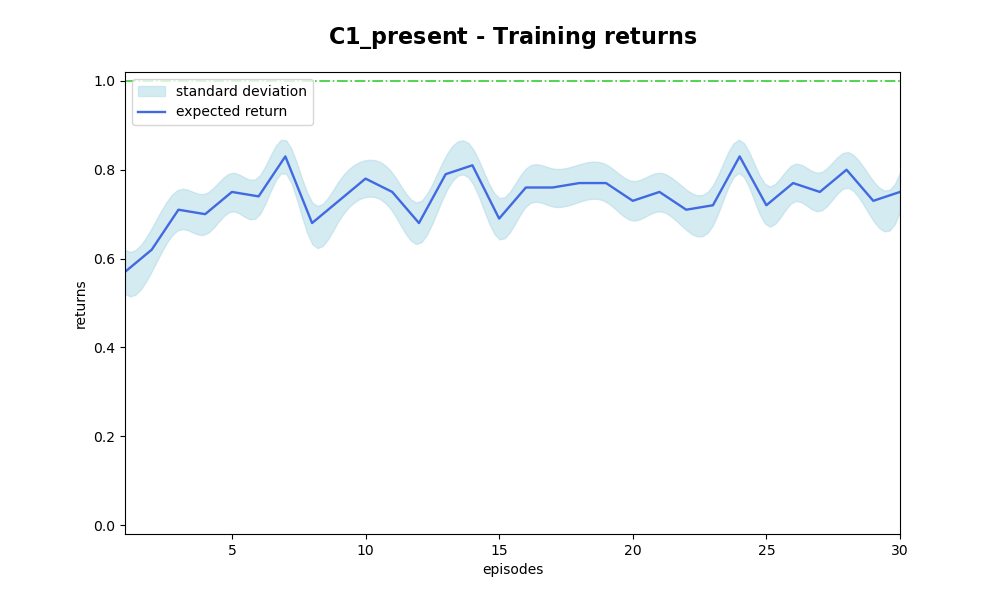 C1_present - Training returns
1.0
standard deviation
expected return
0.8
0.6
returns
0.4
0.2
0.0
5 10 15 20 25 30
episodes